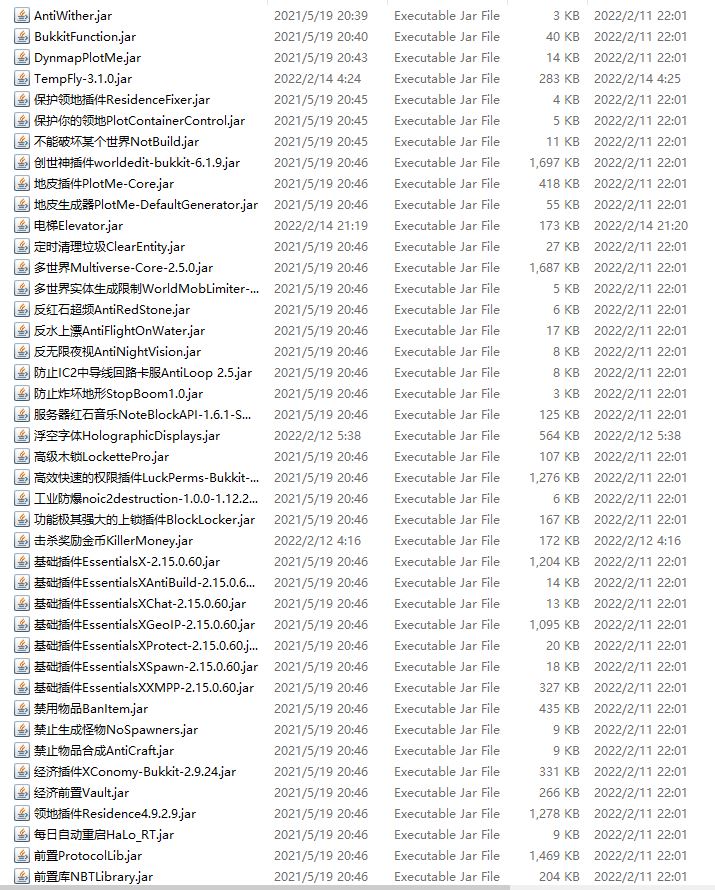 AntiWither.jar 2021/5/19 20:39 Executable Jar File 3 KB 2022/2/11 22:01
BukkitFunction.jar 2021/5/19 20:40 Executable Jar File 40 KB 2022/2/11 22:01
DynmapPlotMe.jar 2021/5/19 20:43 Executable Jar File 14 KB 2022/2/11 22:01
TempFly-3.1.0.jar 2022/2/14 4:24 Executable Jar File 283 KB 2022/2/14 4:25
保护领地插件ResidenceFixer.jar 2021/5/19 20:45 Executable Jar File 4 KB 2022/2/11 22:01
保护你的领地PlotContainerControl.jar 2021/5/19 20:45 Executable Jar File 5 KB 2022/2/11 22:01
不能破坏某个世界NotBuild.jar 2021/5/19 20:45 Executable Jar File 11 KB 2022/2/11 22:01
创世神插件worldedit-bukkit-6.1.9.jar 2021/5/19 20:46 Executable Jar File 1,697 KB 2022/2/11 22:01
地皮插件PlotMe-Core.jar 2021/5/19 20:46 Executable Jar File 418 KB 2022/2/11 22:01
地皮生成器PlotMe-DefaultGenerator.jar 2021/5/19 20:46 Executable Jar File 55 KB 2022/2/11 22:01
电梯Elevator.jar 2022/2/14 21:19 Executable Jar File 173 KB 2022/2/14 21:20
定时清理垃圾ClearEntity.jar 2021/5/19 20:46 Executable Jar File 27 KB 2022/2/11 22:01
多世界Multiverse-Core-2.5.0.jar 2021/5/19 20:46 Executable Jar File 1,687 KB 2022/2/11 22:01
多世界实体生成限制WorldMobLimiter-... 2021/5/19 20:46 Executable Jar File 5 KB 2022/2/11 22:01
反红石超频AntiRedStone.jar 2021/5/19 20:46 Executable Jar File 6 KB 2022/2/11 22:01
反水上漂AntiFlightOnWater.jar 2021/5/19 20:46 Executable Jar File 17 KB 2022/2/11 22:01
反无限夜视AntiNightVision.jar 2021/5/19 20:46 Executable Jar File 8 KB 2022/2/11 22:01
防止IC2中导线回路卡服AntiLoop 2.5.jar 2021/5/19 20:46 Executable Jar File 8 KB 2022/2/11 22:01
防止炸坏地形StopBoom1.0.jar 2021/5/19 20:46 Executable Jar File 3 KB 2022/2/11 22:01
服务器红石音乐NoteBlockAPI-1.6.1-S... 2021/5/19 20:46 Executable Jar File 125 KB 2022/2/11 22:01
浮空字体HolographicDisplays.jar 2022/2/12 5:38 Executable Jar File 564 KB 2022/2/12 5:38
高级木锁LockettePro.jar 2021/5/19 20:46 Executable Jar File 107 KB 2022/2/11 22:01
高效快速的权限插件LuckPerms-Bukkit-... 2021/5/19 20:46 Executable Jar File 1,276 KB 2022/2/11 22:01
工业防爆noic2destruction-1.0.0-1.12.2... 2021/5/19 20:46 Executable Jar File 6 KB 2022/2/11 22:01
功能极其强大的上锁插件BlockLocker.jar 2021/5/19 20:46 Executable Jar File 167 KB 2022/2/11 22:01
击杀奖励金币KillerMoney.jar 2022/2/12 4:16 Executable Jar File 172 KB 2022/2/12 4:16
基础插件EssentialsX-2.15.0.60.jar 2021/5/19 20:46 Executable Jar File 1,204 KB 2022/2/11 22:01
基础插件EssentialsXAntiBuild-2.15.0.6... 2021/5/19 20:46 Executable Jar File 14 KB 2022/2/11 22:01
基础插件EssentialsXChat-2.15.0.60.jar 2021/5/19 20:46 Executable Jar File 13 KB 2022/2/11 22:01
基础插件EssentialsXGeoIP-2.15.0.60.jar 2021/5/19 20:46 Executable Jar File 1,095 KB 2022/2/11 22:01
基础插件EssentialsXProtect-2.15.0.60.j... 2021/5/19 20:46 Executable Jar File 20 KB 2022/2/11 22:01
基础插件EssentialsXSpawn-2.15.0.60.jar 2021/5/19 20:46 Executable Jar File 18 KB 2022/2/11 22:01
基础插件EssentialsXXMPP-2.15.0.60.jar 2021/5/19 20:46 Executable Jar File 327 KB 2022/2/11 22:01
禁用物品BanItem.jar 2021/5/19 20:46 Executable Jar File 435 KB 2022/2/11 22:01
禁止生成怪物NoSpawners.jar 2021/5/19 20:46 Executable Jar File 9 KB 2022/2/11 22:01
禁止物品合成AntiCraft.jar 2021/5/19 20:46 Executable Jar File 9 KB 2022/2/11 22:01
经济插件XConomy-Bukkit-2.9.24.jar 2021/5/19 20:46 Executable Jar File 331 KB 2022/2/11 22:01
经济前置Vault.jar 2021/5/19 20:46 Executable Jar File 266 KB 2022/2/11 22:01
领地插件Residence4.9.2.9.jar 2021/5/19 20:46 Executable Jar File 1,278 KB 2022/2/11 22:01
每日自动重启HaLo_RT.jar 2021/5/19 20:46 Executable Jar File 9 KB 2022/2/11 22:01
前置ProtocolLib.jar 2021/5/19 20:46 Executable Jar File 1,469 KB 2022/2/11 22:01
前置库NBTLibrary.jar 2021/5/19 20:46 Executable Jar File 204 KB 2022/2/11 22:01